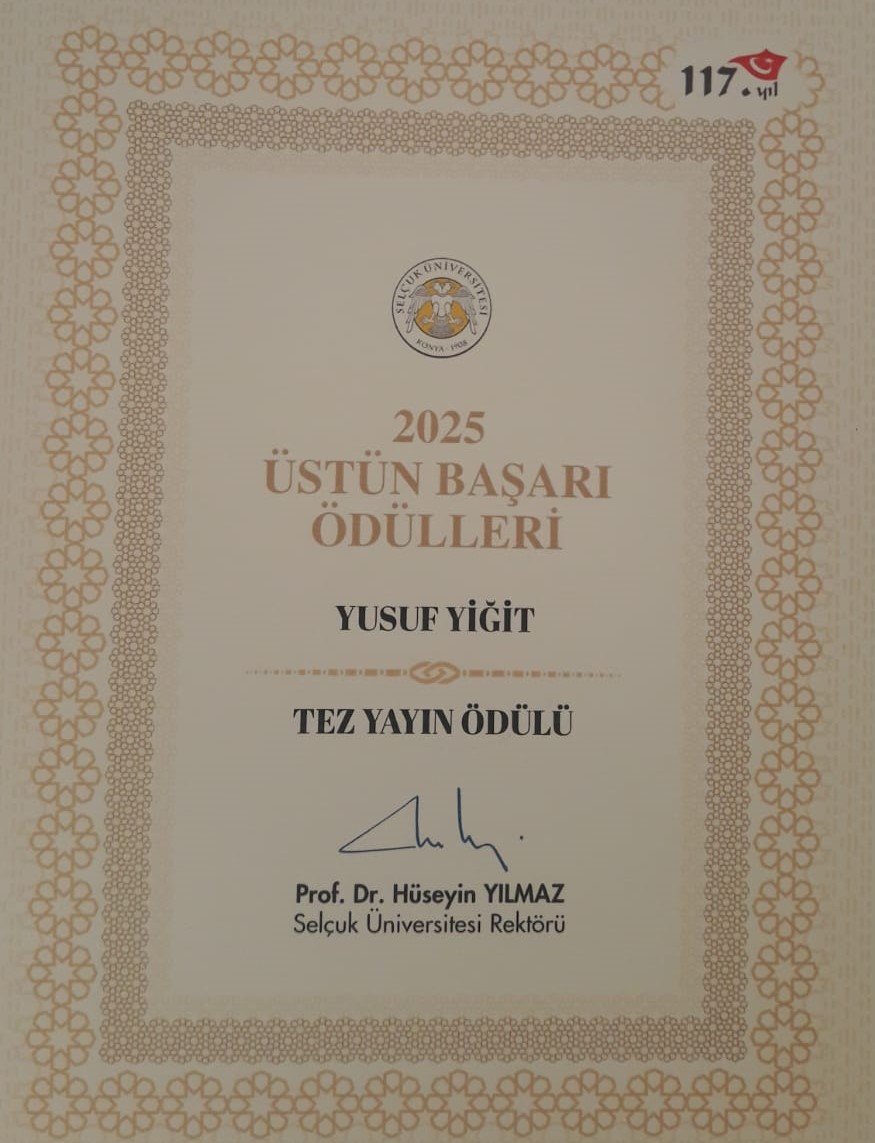 117. yıl
SELÇUK ÜNİVERSİTESİ
KONYA - 1908
2025
ÜSTÜN BAŞARI
ÖDÜLLERİ
YUSUF YİĞİT
TEZ YAYIN ÖDÜLÜ
Prof. Dr. Hüseyin YILMAZ
Selçuk Üniversitesi Rektörü